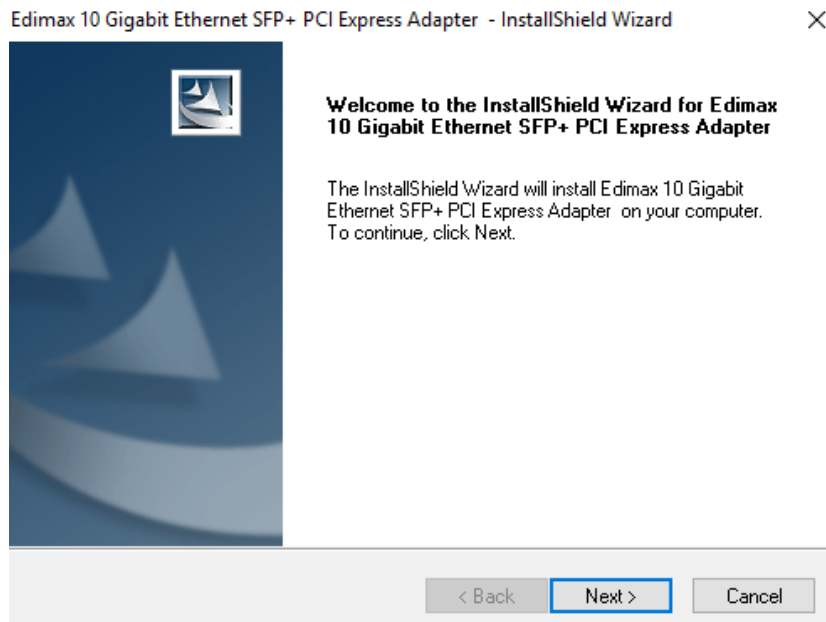 Edimax 10 Gigabit Ethernet SFP+ PCI Express Adapter - InstallShield Wizard
Welcome to the InstallShield Wizard for Edimax
10 Gigabit Ethernet SFP+ PCI Express Adapter
The InstallShield Wizard will install Edimax 10 Gigabit
Ethernet SFP+ PCI Express Adapter on your computer.
To continue, click Next.
< Back
Next >
Cancel